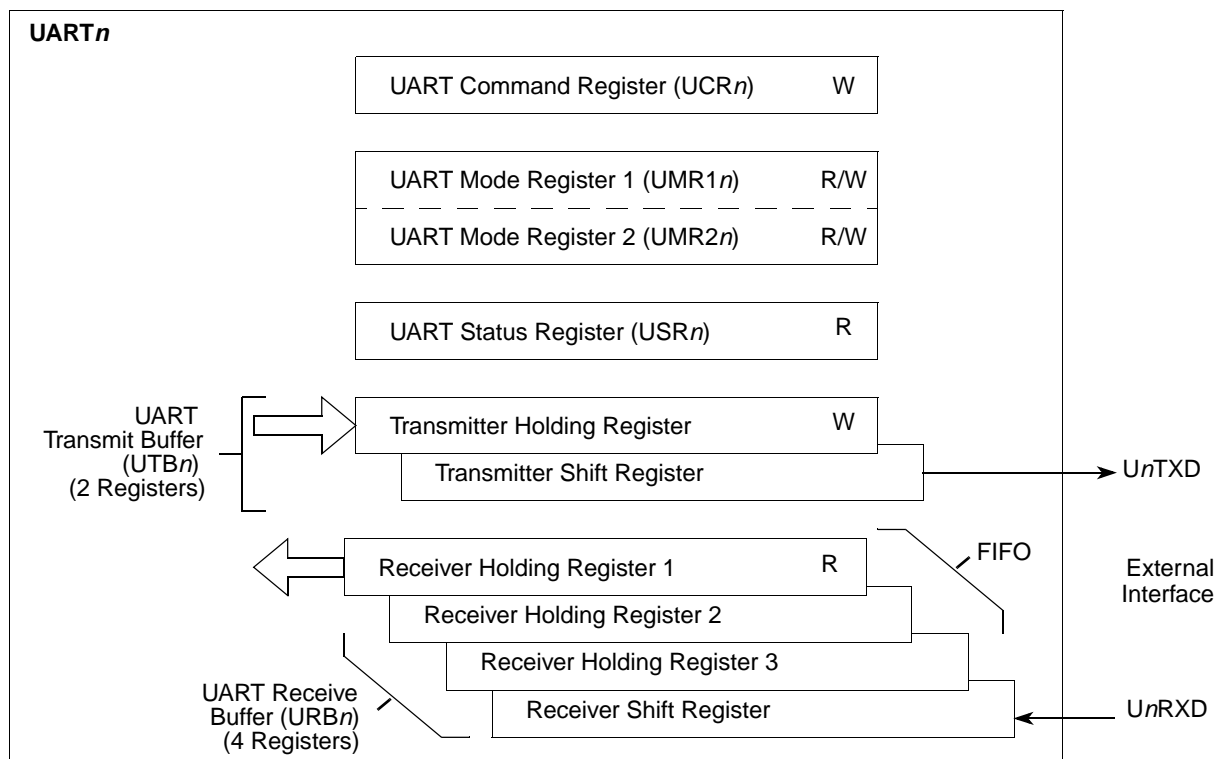 UARTn
UART Command Register (UCRn) W
UART Mode Register 1 (UMR1n) R/W
UART Mode Register 2 (UMR2n) R/W
UART Status Register (USRn) R
UART
Transmit Buffer
(UTBn)
(2 Registers)
Transmitter Holding Register W
Transmitter Shift Register
UnTXD
FIFO
External
Interface
Receiver Holding Register 1 R
Receiver Holding Register 2
Receiver Holding Register 3
Receiver Shift Register
UART Receive
Buffer (URBn)
(4 Registers)
UnRXD